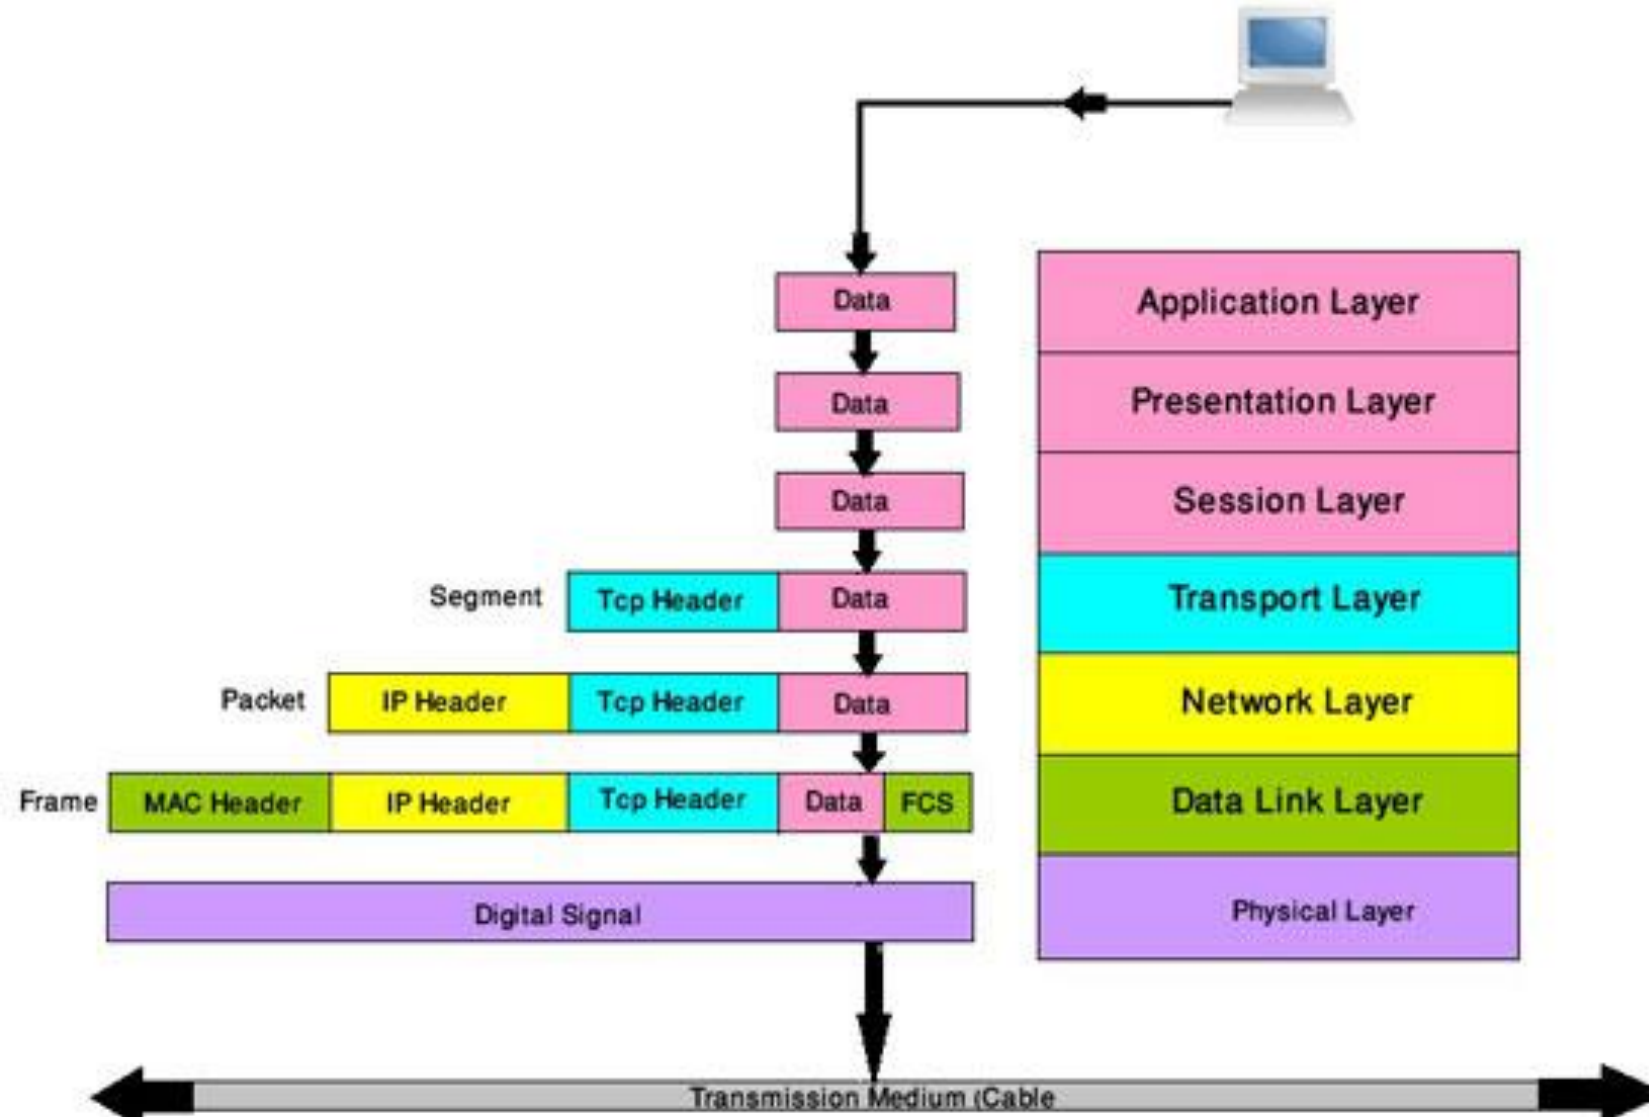 Data
Application Layer
Data
Presentation Layer
Data
Session Layer
Segment
Tcp Header
Data
Transport Layer
Packet
IP Header
Tcp Header
Data
Network Layer
Frame
MAC Header
IP Header
Tcp Header
Data
FCS
Data Link Layer
Digital Signal
Physical Layer
Transmission Medium (Cable